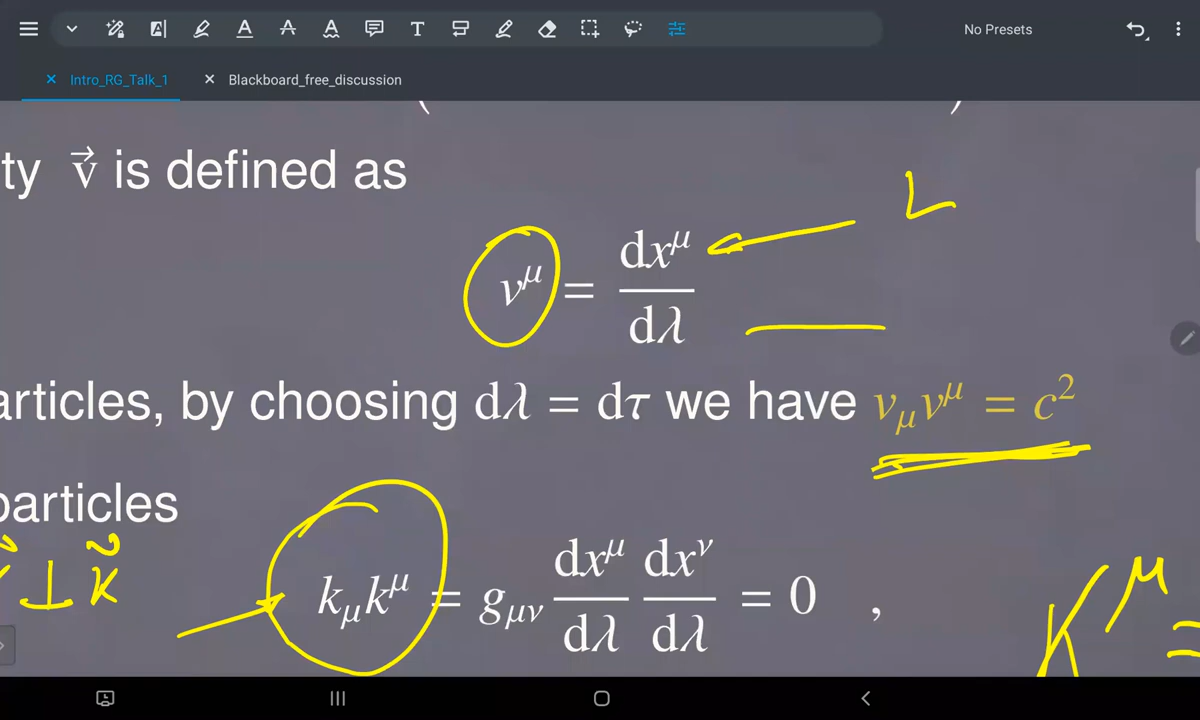 No Presets
Intro_RG_Talk_1
Blackboard_free_discussion
ty v⃗ is defined as
L
v^μ = dx^μ / dλ
articles, by choosing dλ = dτ we have v_μ v^μ = c^2
particles
⊥ k̃
k_μ k^μ = g_μν dx^μ/dλ dx^ν/dλ = 0 ,
K^μ =